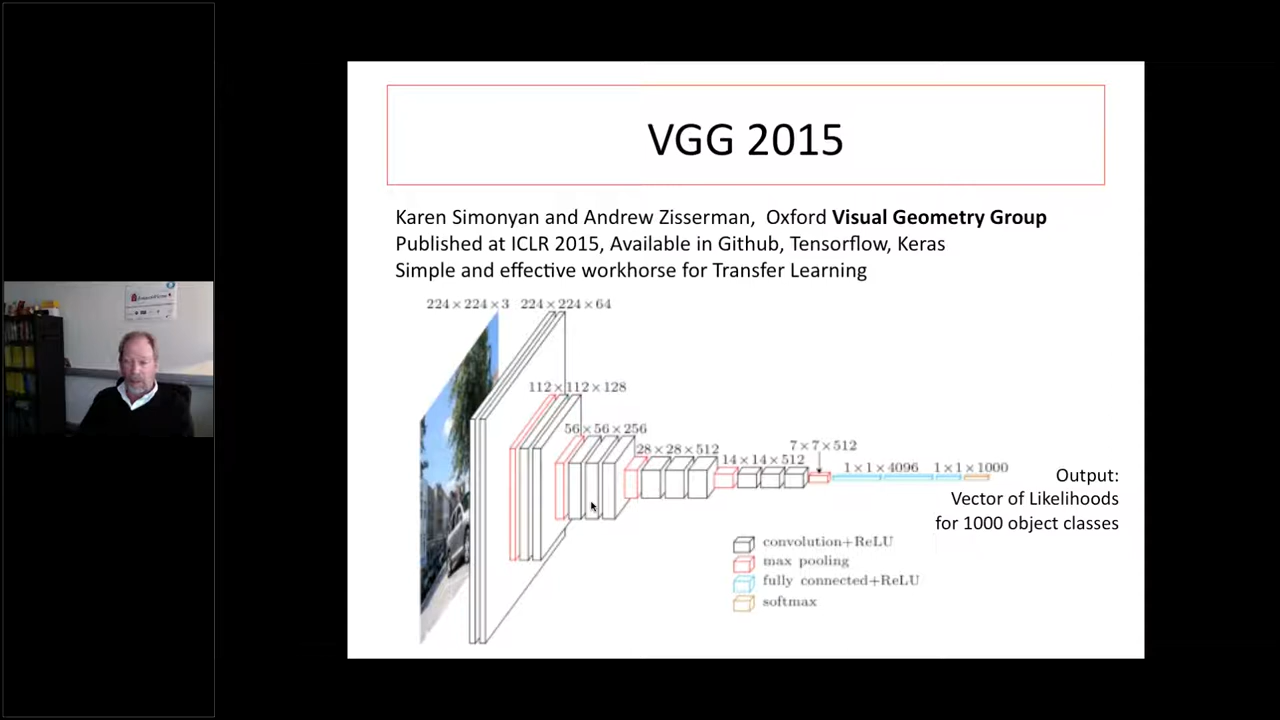 VGG 2015
Karen Simonyan and Andrew Zisserman, Oxford Visual Geometry Group
Published at ICLR 2015, Available in Github, Tensorflow, Keras
Simple and effective workhorse for Transfer Learning
224×224×3 224×224×64
112×112×128
56×56×256
28×28×512
14×14×512
7×7×512
1×1×4096 1×1×1000
Output:
Vector of Likelihoods
for 1000 object classes
convolution+ReLU
max pooling
fully connected+ReLU
softmax